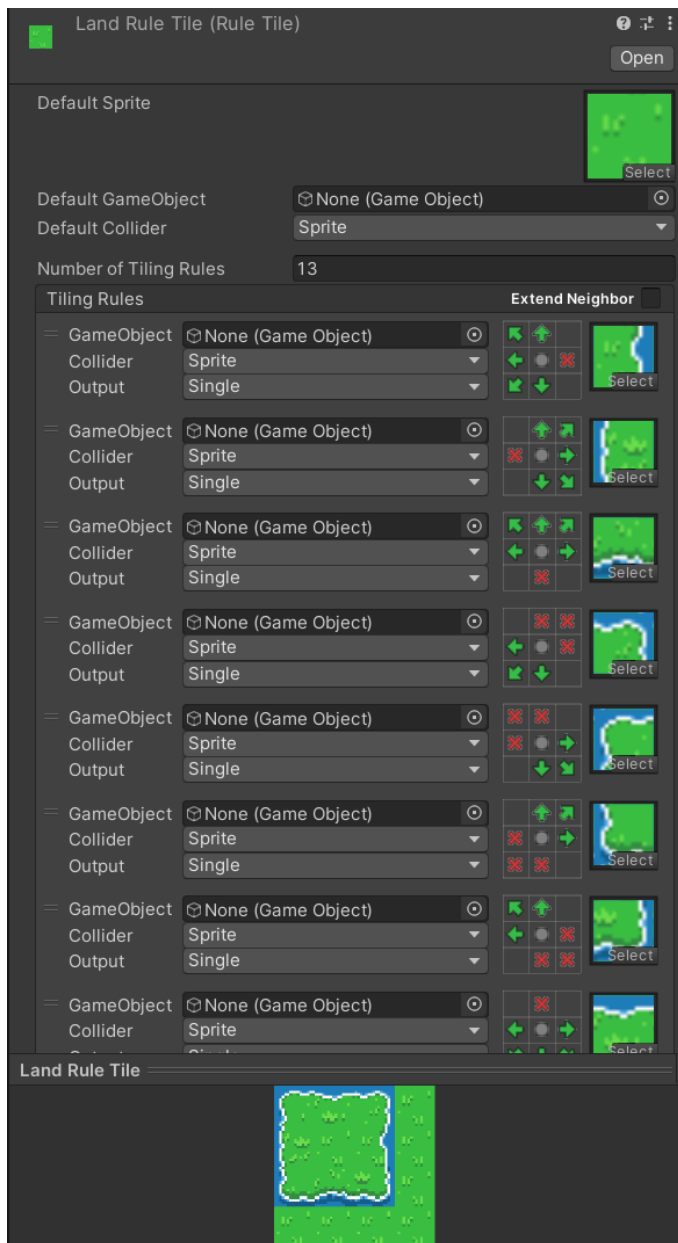 Land Rule Tile (Rule Tile)
Open
Default Sprite
Select
Default GameObject None (Game Object)
Default Collider Sprite
Number of Tiling Rules 13
Tiling Rules Extend Neighbor
GameObject None (Game Object)
Collider Sprite
Select
Output Single
GameObject None (Game Object)
Collider Sprite
Select
Output Single
GameObject None (Game Object)
Collider Sprite
Select
Output Single
GameObject None (Game Object)
Collider Sprite
Select
Output Single
GameObject None (Game Object)
Collider Sprite
Select
Output Single
GameObject None (Game Object)
Collider Sprite
Select
Output Single
GameObject None (Game Object)
Collider Sprite
Select
Output Single
GameObject None (Game Object)
Collider Sprite
Select
Land Rule Tile